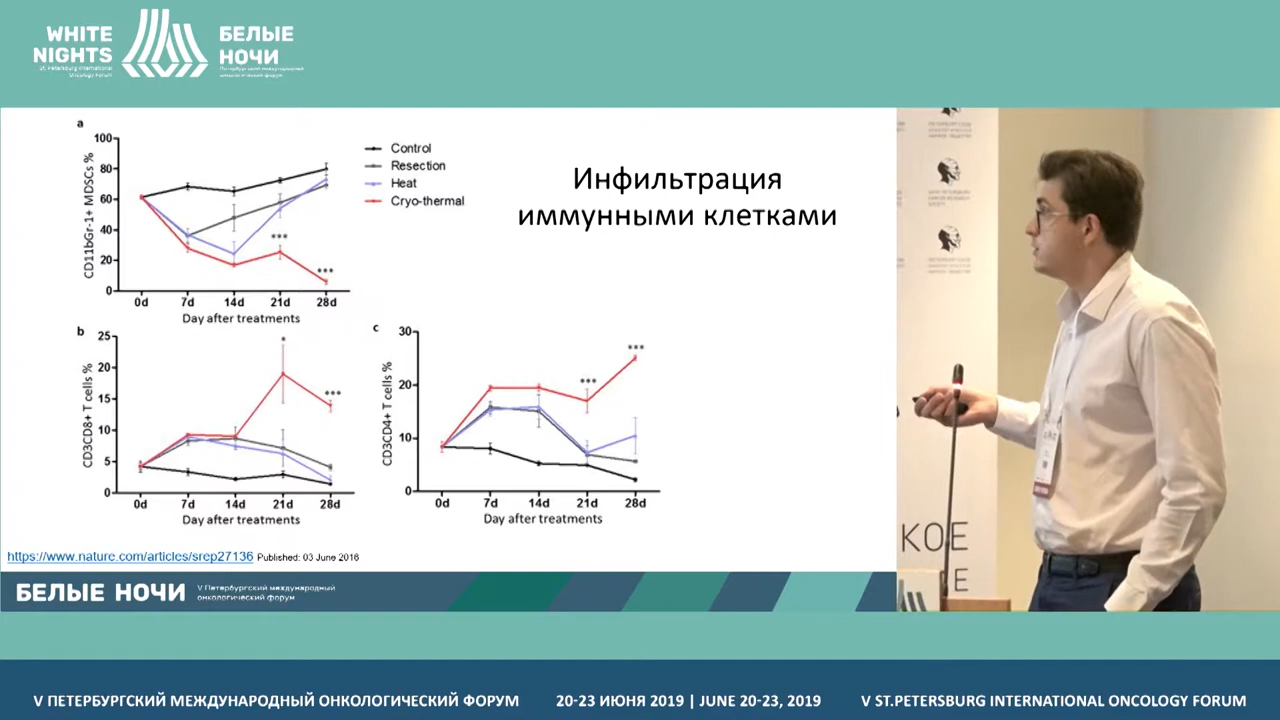 WHITE
NIGHTS
St. Petersburg International
Oncology Forum
БЕЛЫЕ
НОЧИ
Петербургский международный
онкологический форум
a
CD11bGr-1+ MDSCs %
100
80
60
40
20
0
0d 7d 14d 21d 28d
Day after treatments
***
***
Control
Resection
Heat
Cryo-thermal
Инфильтрация
иммунными клетками
b
CD3CD8+ T cells %
25
20
15
10
5
0
0d 7d 14d 21d 28d
Day after treatments
*
***
c
CD3CD4+ T cells %
30
20
10
0
0d 7d 14d 21d 28d
Day after treatments
***
***
https://www.nature.com/articles/srep27136 Published: 03 June 2016
БЕЛЫЕ НОЧИ
V Петербургский международный
онкологический форум
КОЕ
Е
V ПЕТЕРБУРГСКИЙ МЕЖДУНАРОДНЫЙ ОНКОЛОГИЧЕСКИЙ ФОРУМ 20-23 ИЮНЯ 2019 | JUNE 20-23, 2019 V ST.PETERSBURG INTERNATIONAL ONCOLOGY FORUM